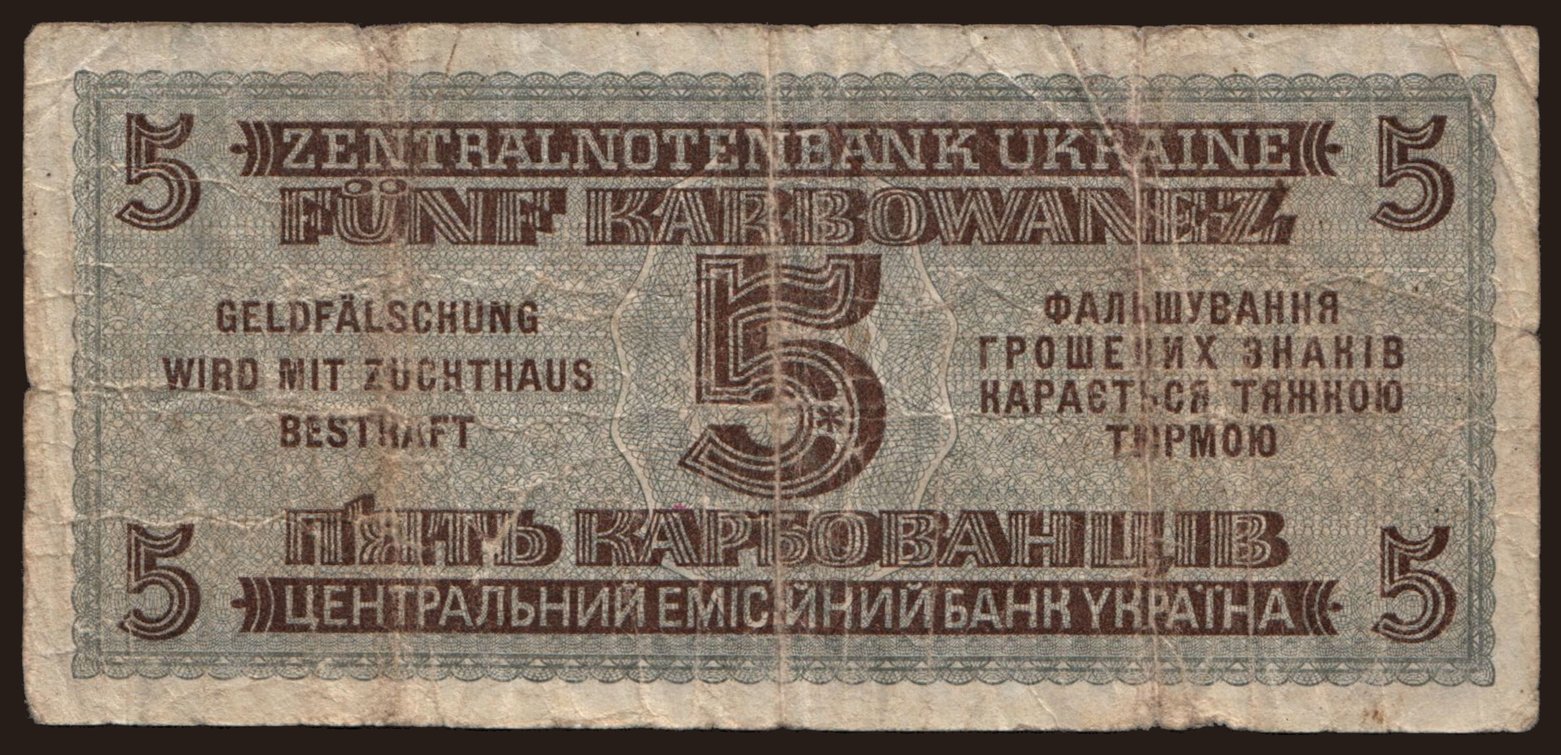 5 ZENTRALNOTENBANK UKRAINE 5
FÜNF KARBOWANEZ
GELDFÄLSCHUNG
WIRD MIT ZUCHTHAUS
BESTRAFT
5
ФАЛЬШУВАННЯ
ГРОШЕВИХ ЗНАКІВ
КАРАЄТЬСЯ ТЯЖКОЮ
ТЮРМОЮ
П'ЯТЬ КАРБОВАНЦІВ
5 ЦЕНТРАЛЬНИЙ ЕМІСІЙНИЙ БАНК УКРАЇНА 5